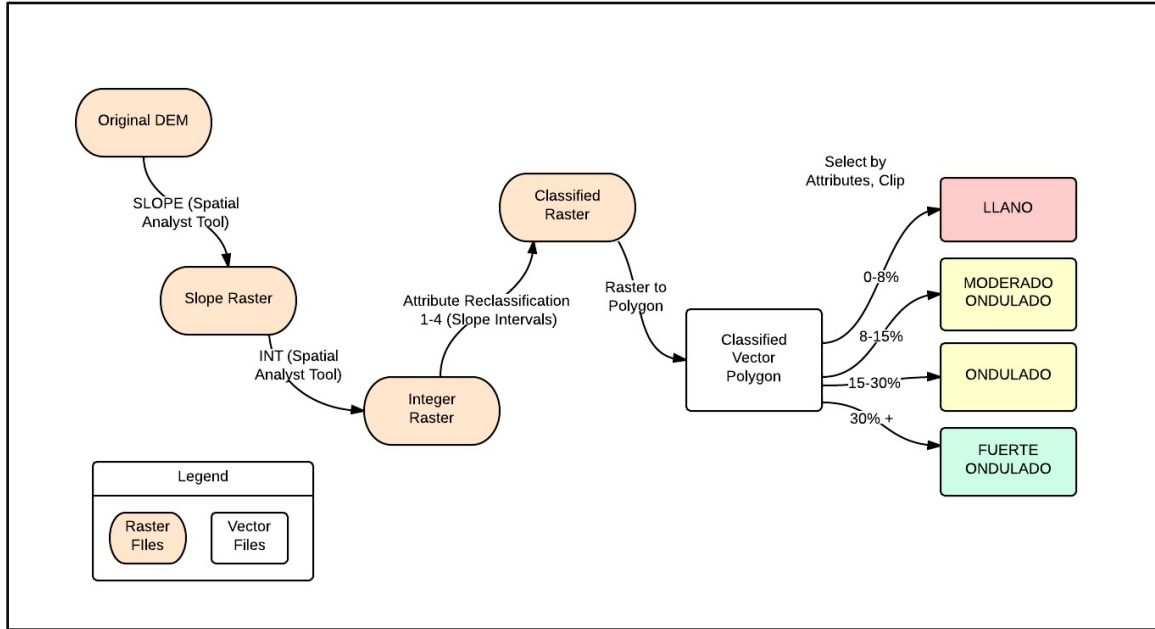 Original DEM
SLOPE (Spatial
Analyst Tool)
Slope Raster
INT (Spatial
Analyst Tool)
Integer
Raster
Attribute Reclassification
1-4 (Slope Intervals)
Classified
Raster
Raster to
Polygon
Classified
Vector
Polygon
Select by
Attributes, Clip
0-8%
LLANO
8-15%
MODERADO
ONDULADO
15-30%
ONDULADO
30% +
FUERTE
ONDULADO
Legend
Raster
FIles
Vector
Files